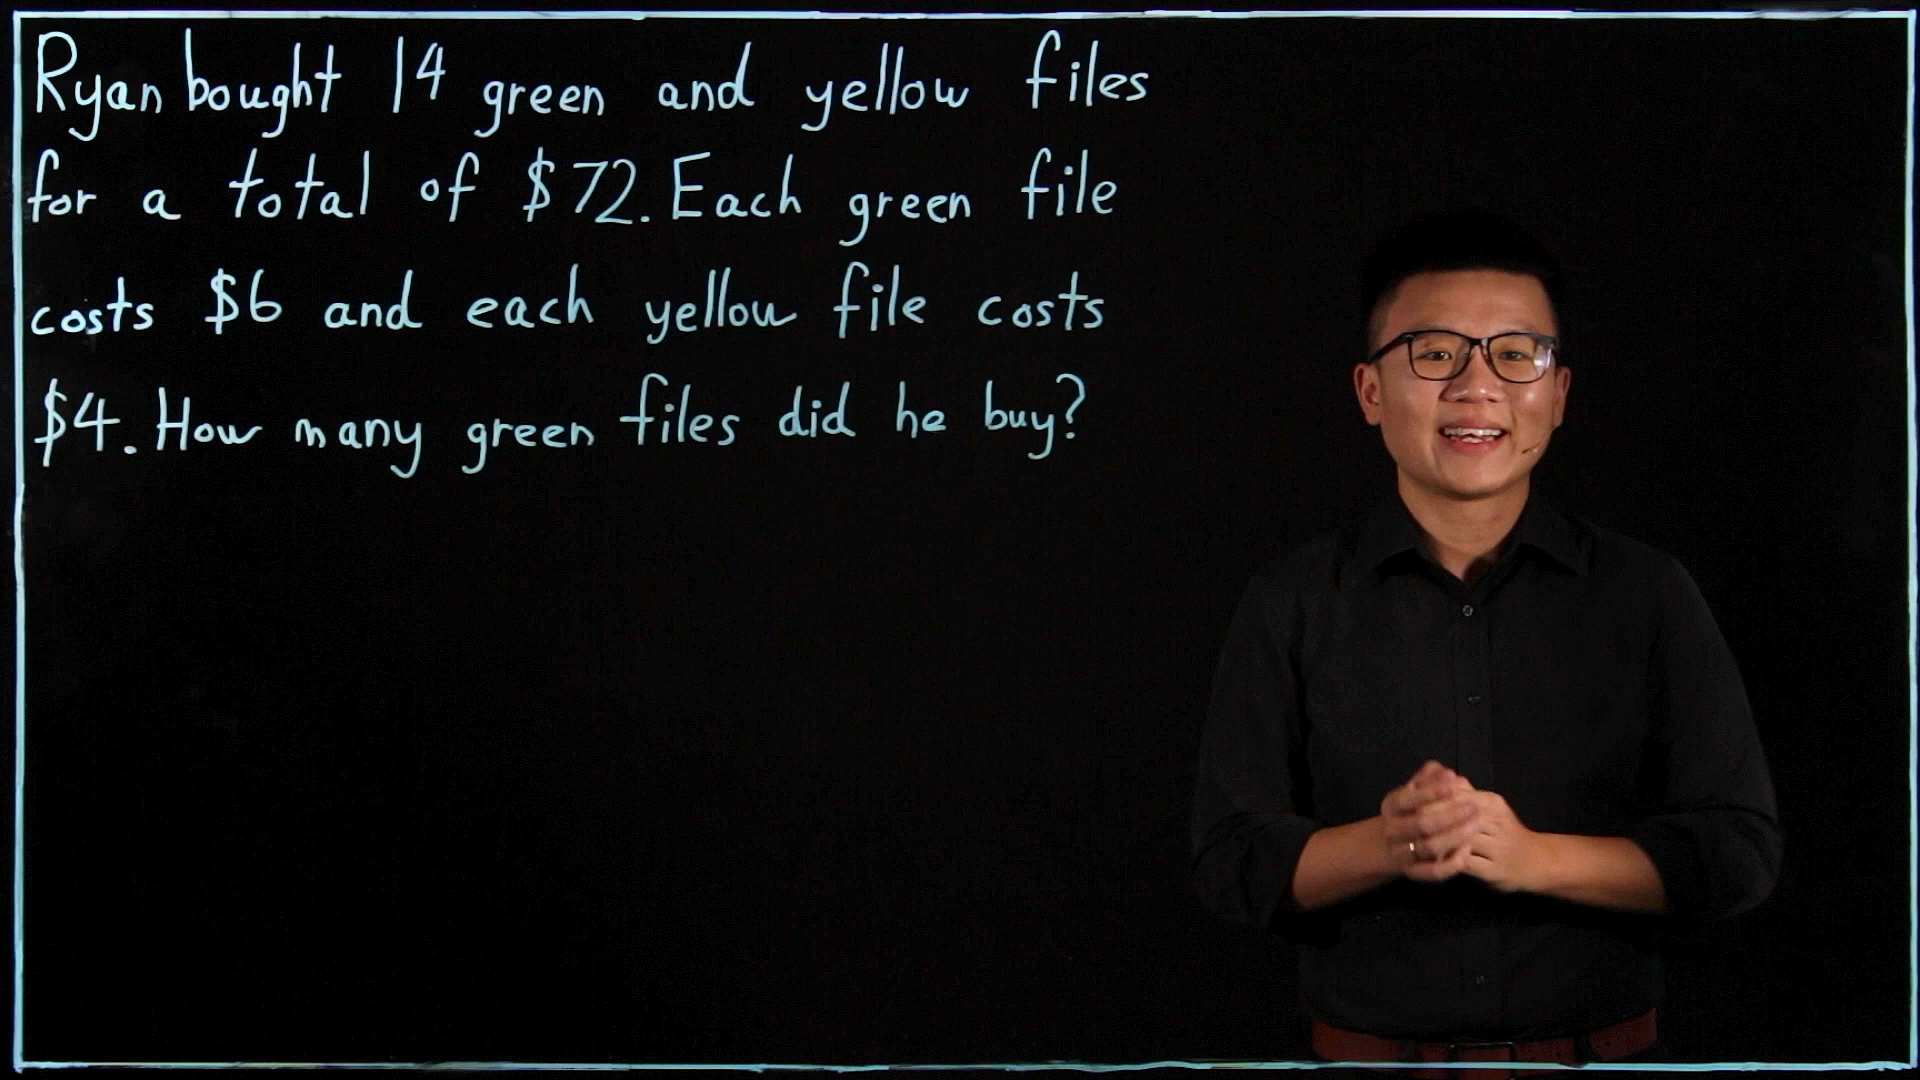 Ryan bought 14 green and yellow files
for a total of $72. Each green file
costs $6 and each yellow file costs
$4. How many green files did he buy?